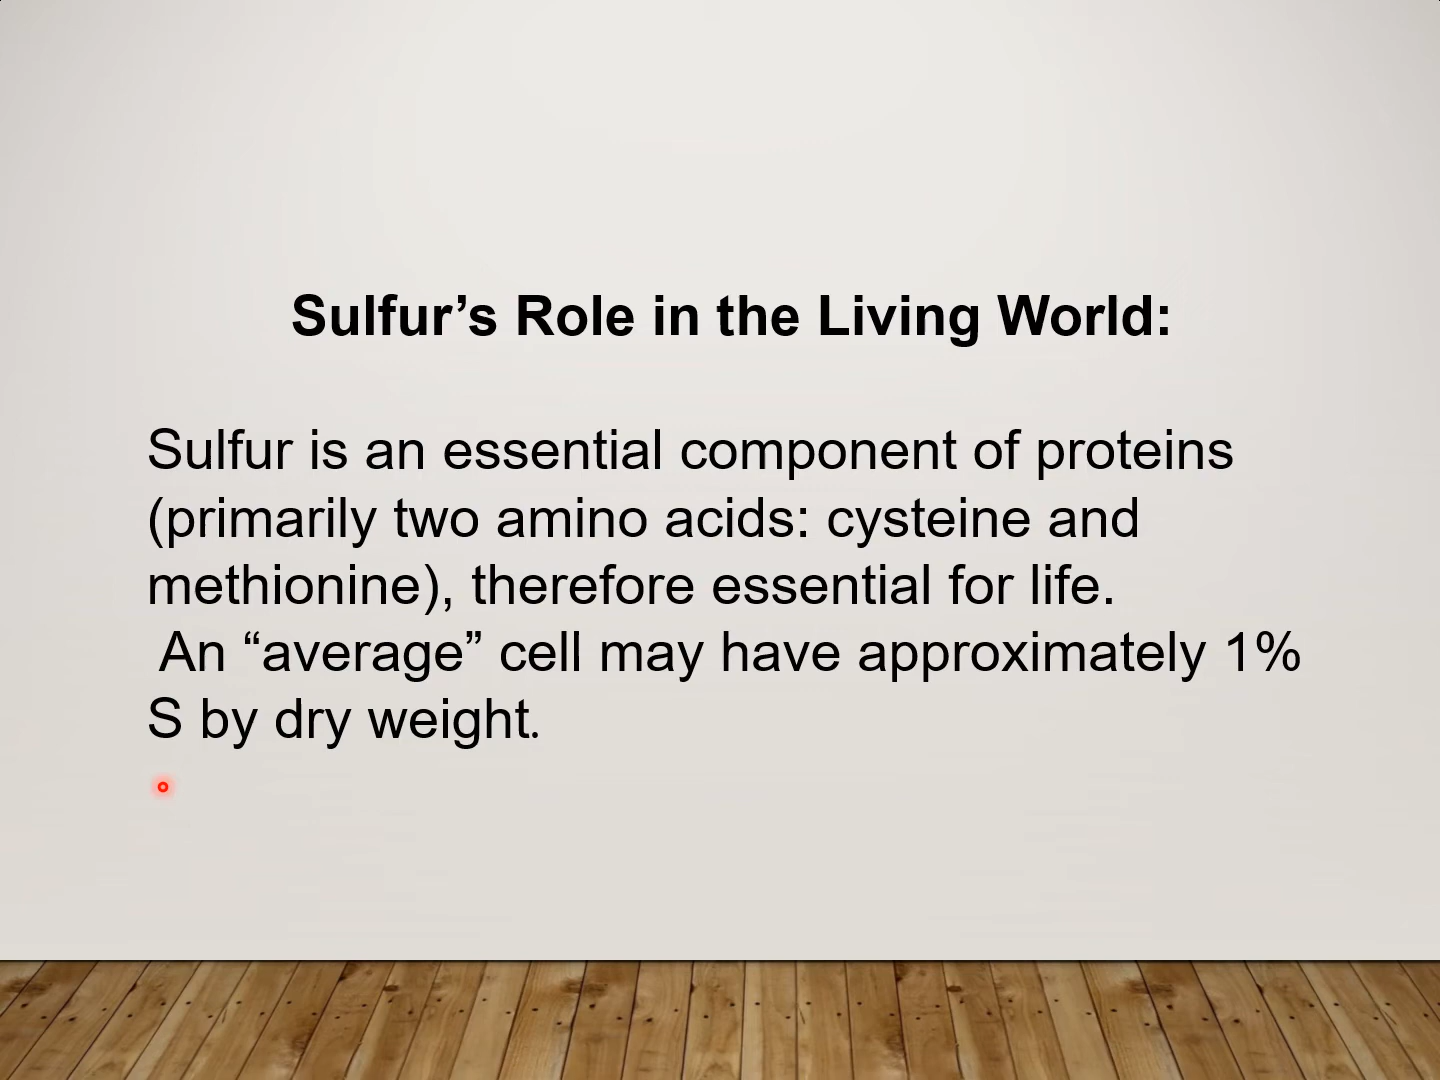 Sulfur’s Role in the Living World:
Sulfur is an essential component of proteins
(primarily two amino acids: cysteine and
methionine), therefore essential for life.
An “average” cell may have approximately 1%
S by dry weight.